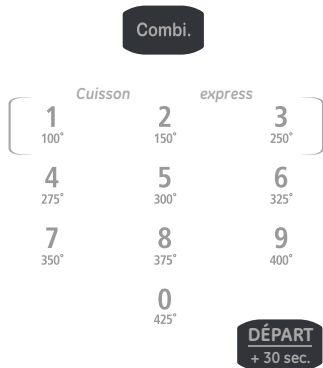 Combi.
Cuisson express
1 2 3
100° 150° 250°
4 5 6
275° 300° 325°
7 8 9
350° 375° 400°
0
425°
DÉPART
+ 30 sec.